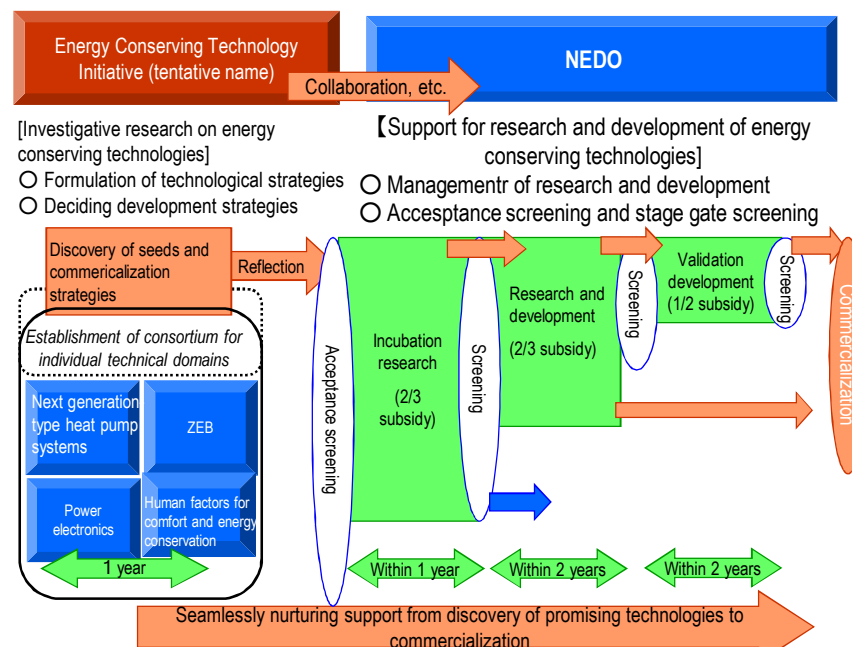 Energy Conserving Technology
Initiative (tentative name)
NEDO
Collaboration, etc.
[Investigative research on energy
conserving technologies]
○ Formulation of technological strategies
○ Deciding development strategies
【Support for research and development of energy
conserving technologies]
○ Managementr of research and development
○ Accesptance screening and stage gate screening
Discovery of seeds and
commericalization
strategies
Reflection
Establishment of consortium for
individual technical domains
Next generation
type heat pump
systems
ZEB
Power
electronics
Human factors for
comfort and energy
conservation
1 year
Acceptance screening
Incubation
research
(2/3
subsidy)
Screening
Research and
development
(2/3 subsidy)
Screening
Validation
development
(1/2 subsidy)
Screening
Commercialization
Within 1 year
Within 2 years
Within 2 years
Seamlessly nurturing support from discovery of promising technologies to
commercialization